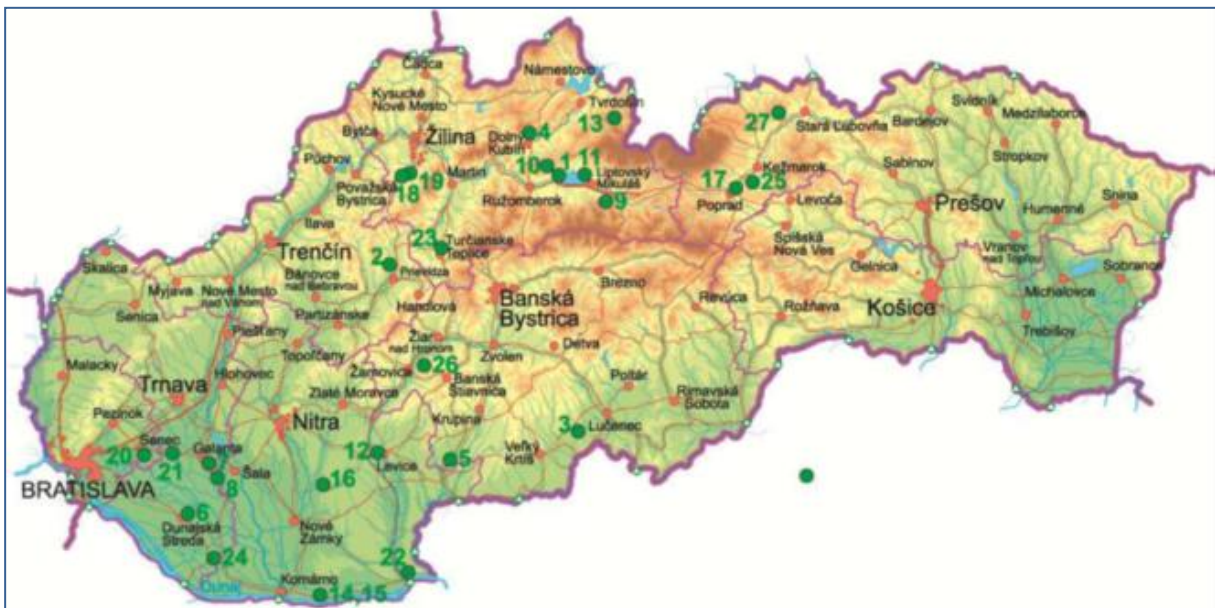 Čadca
Námestovo
Kysucké
Nové Mesto
Tvrdošín
13
27
Stará Ľubovňa
Bardejov
Svidník
Medzilaborce
Bytča
Žilina
Dolný
Kubín
4
Stropkov
Púchov
Považská
Bystrica
18
19
Martin
10
1
11
Liptovský
Mikuláš
Ružomberok
9
17
Kežmarok
25
Poprad
Levoča
Sabinov
Prešov
Snina
Humenné
Ilava
Trenčín
23
Turčianske
Teplice
2
Prievidza
Spišská
Nová Ves
Gelnica
Vranov
nad Topľou
Sobrance
Skalica
Myjava
Senica
Nové Mesto
nad Váhom
Bánovce
nad Bebravou
Handlová
Banská
Bystrica
Brezno
Revúca
Rožňava
Košice
Michalovce
Trebišov
Piešťany
Partizánske
Topoľčany
Žiar
nad Hronom
Zvolen
Detva
Malacky
Hlohovec
Trnava
Zlaté Moravce
Žarnovica
26
Banská
Štiavnica
Krupina
Poltár
Rimavská
Sobota
Pezinok
Nitra
3
Lučenec
Veľký
Krtíš
Senec
20
21
Galanta
7
8
Šaľa
12
Levice
5
16
BRATISLAVA
6
Dunajská
Streda
Nové
Zámky
24
22
Dunaj
Komárno
14,15